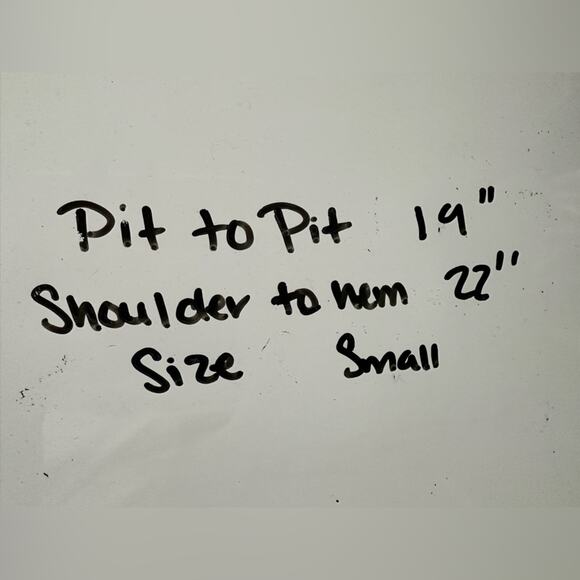 Pit to Pit 19"
Shoulder to hem 22"
Size Small